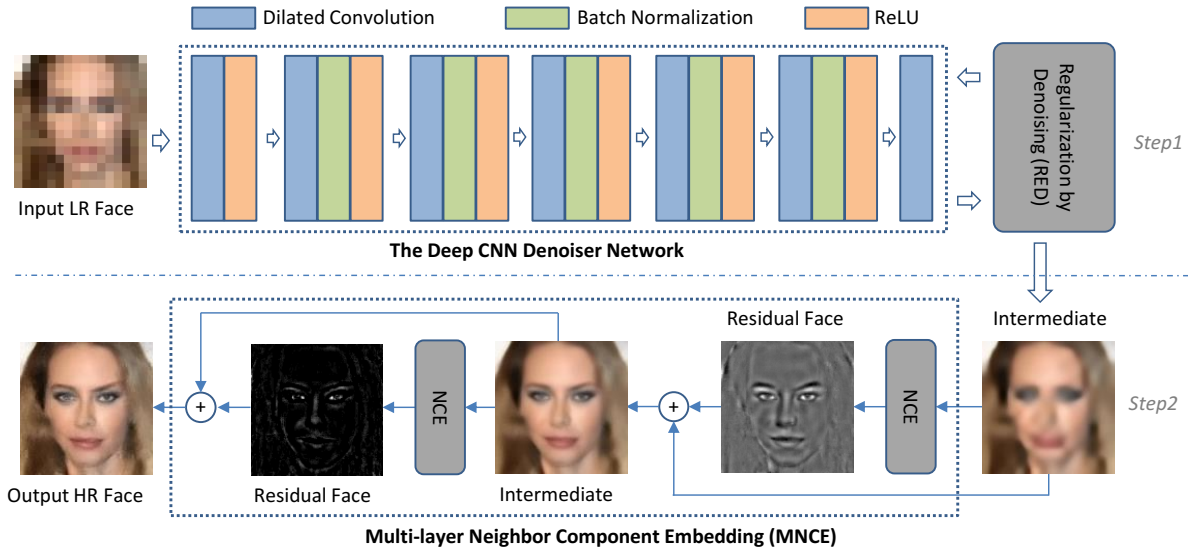 Dilated Convolution
Batch Normalization
ReLU
Input LR Face
Regularization by
Denoising (RED)
Step1
The Deep CNN Denoiser Network
Residual Face
Intermediate
NCE
NCE
+
+
Step2
Output HR Face
Residual Face
Intermediate
Multi-layer Neighbor Component Embedding (MNCE)